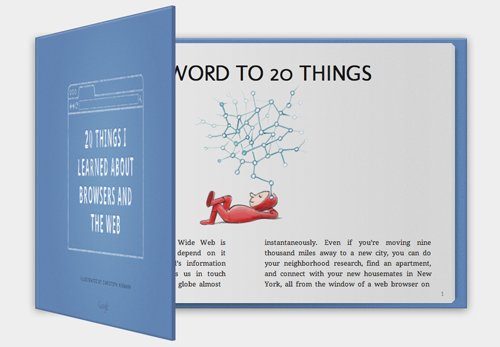 20 THINGS I
LEARNED ABOUT
BROWSERS AND
THE WEB
ILLUSTRATED BY CHRISTOPH NIEMANN
Google
WORD TO 20 THINGS
Wide Web is
depend on it
's information
s us in touch
globe almost
instantaneously. Even if you're moving nine
thousand miles away to a new city, you can do
your neighborhood research, find an apartment,
and connect with your new housemates in New
York, all from the window of a web browser on
1